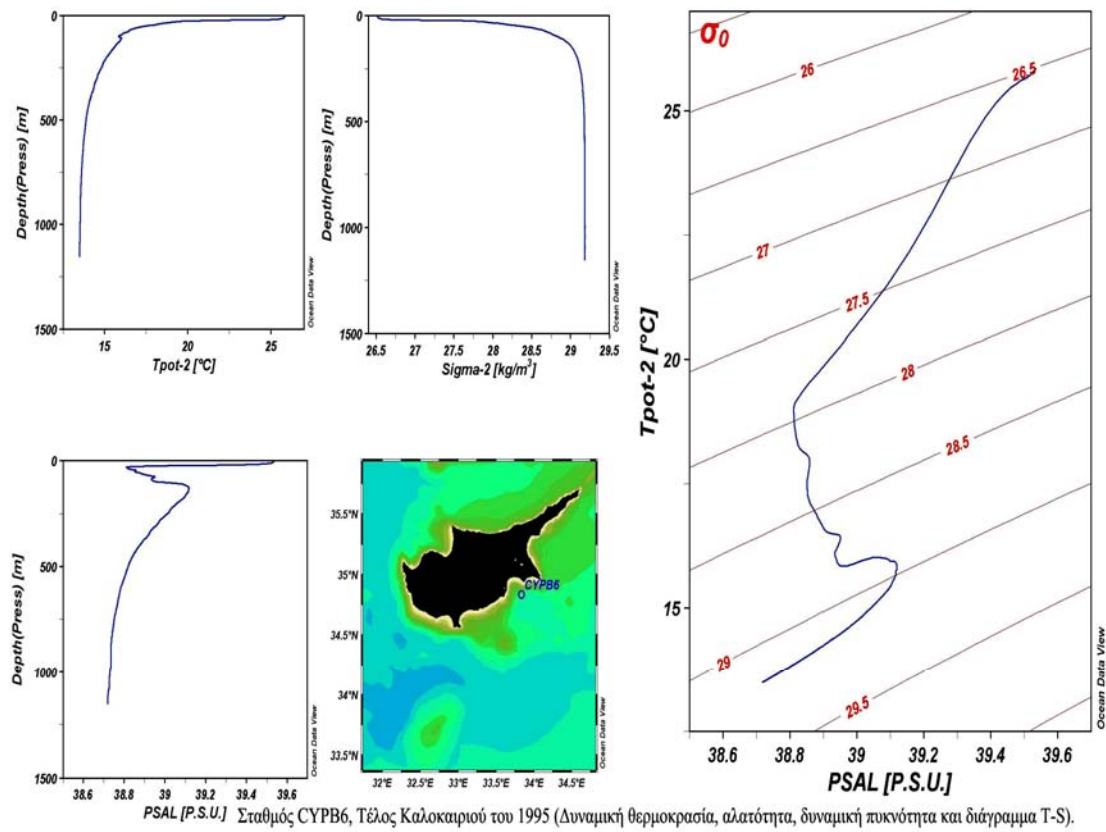 0
500
1000
1500
Depth(Press) [m]
15
20
25
Tpot-2 [°C]
Ocean Data View
0
500
1000
1500
Depth(Press) [m]
26.5
27
27.5
28
28.5
29
29.5
Sigma-2 [kg/m³]
Ocean Data View
σ₀
26
26.5
27
27.5
28
28.5
29
29.5
25
20
15
Tpot-2 [°C]
38.6
38.8
39
39.2
39.4
39.6
PSAL [P.S.U.]
Ocean Data View
0
500
1000
1500
Depth(Press) [m]
38.6
38.8
39
39.2
39.4
39.6
PSAL [P.S.U.]
Ocean Data View
35.5°N
35°N
34.5°N
34°N
33.5°N
CYPB6
32°E
32.5°E
33°E
33.5°E
34°E
34.5°E
Ocean Data View
Σταθμός CYPB6, Τέλος Καλοκαιριού του 1995 (Δυναμική θερμοκρασία, αλατότητα, δυναμική πυκνότητα και διάγραμμα T-S).